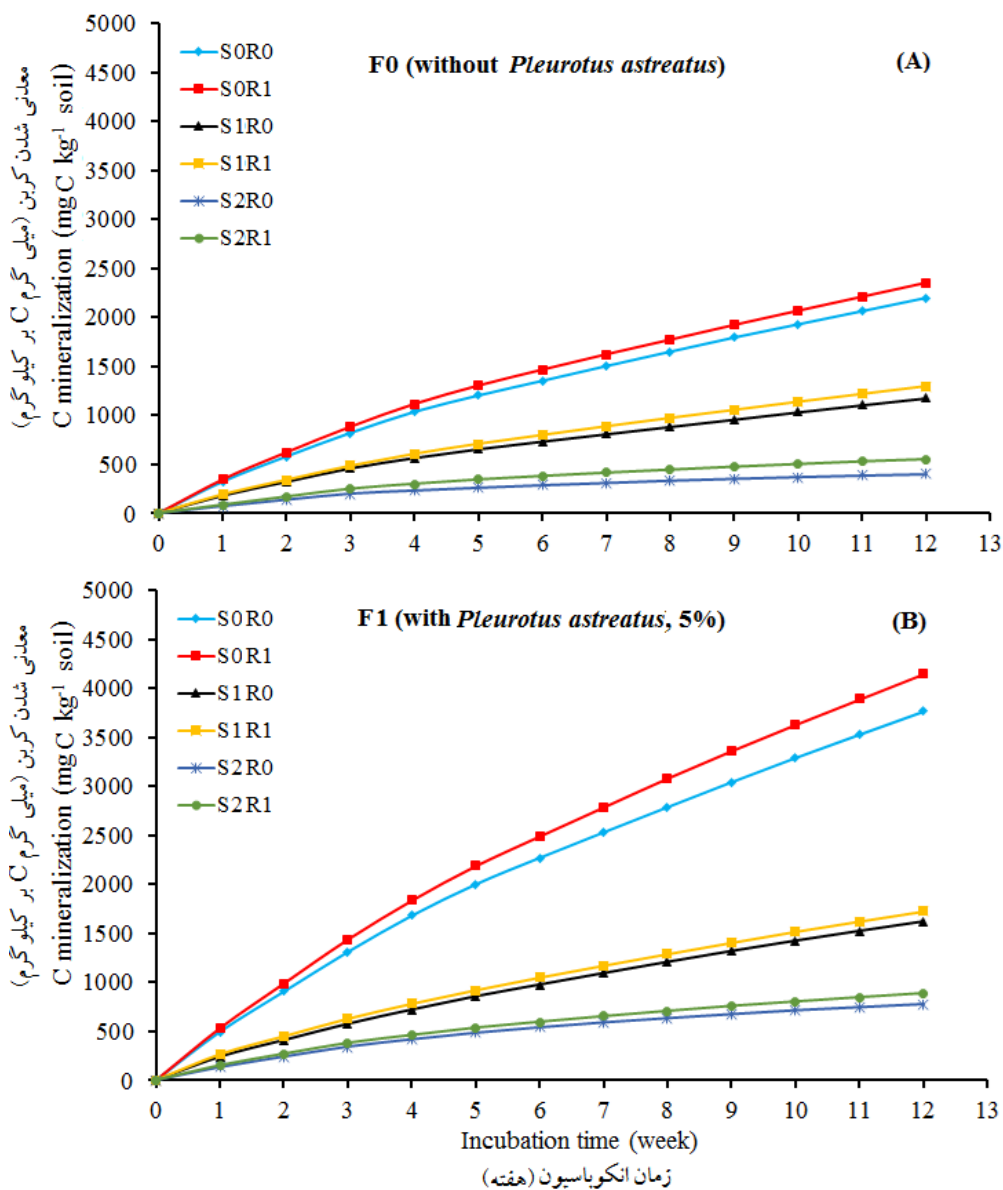 F0 (without Pleurotus astreatus)
(A)
S0R0
S0R1
S1R0
S1R1
S2R0
S2R1
معدنی شدن کربن (میلی گرم C بر کیلوگرم)
C mineralization (mg C kg⁻¹ soil)
5000
4500
4000
3500
3000
2500
2000
1500
1000
500
0
0 1 2 3 4 5 6 7 8 9 10 11 12 13
F1 (with Pleurotus astreatus, 5%)
(B)
S0R0
S0R1
S1R0
S1R1
S2R0
S2R1
معدنی شدن کربن (میلی گرم C بر کیلوگرم)
C mineralization (mg C kg⁻¹ soil)
5000
4500
4000
3500
3000
2500
2000
1500
1000
500
0
0 1 2 3 4 5 6 7 8 9 10 11 12 13
Incubation time (week)
زمان انکوباسیون (هفته)